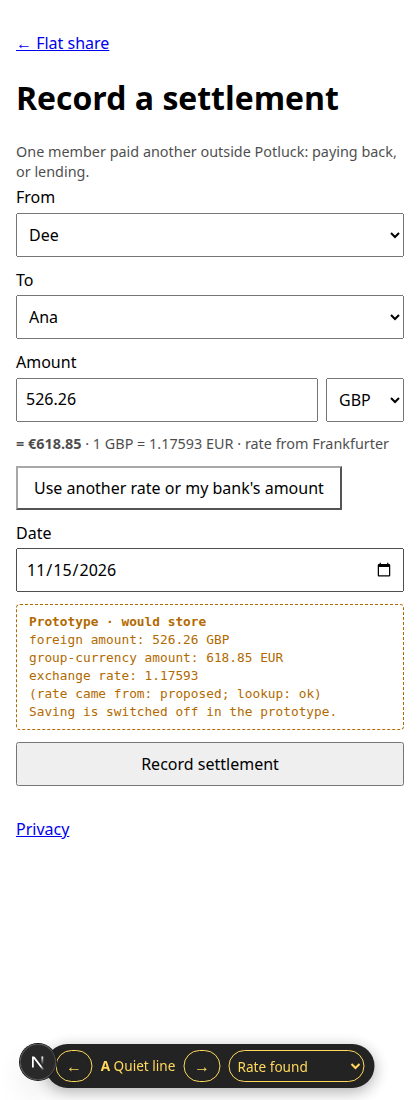 ← Flat share
Record a settlement
One member paid another outside Potluck: paying back,
or lending.
From
Dee
To
Ana
Amount
526.26
GBP
= €618.85 · 1 GBP = 1.17593 EUR · rate from Frankfurter
Use another rate or my bank's amount
Date
11/15/2026
Prototype · would store
foreign amount: 526.26 GBP
group-currency amount: 618.85 EUR
exchange rate: 1.17593
(rate came from: proposed; lookup: ok)
Saving is switched off in the prototype.
Record settlement
Privacy
N
←
A Quiet line
→
Rate found